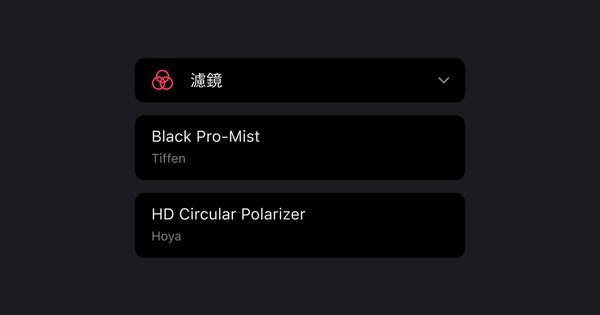 濾鏡
Black Pro-Mist
Tiffen
HD Circular Polarizer
Hoya